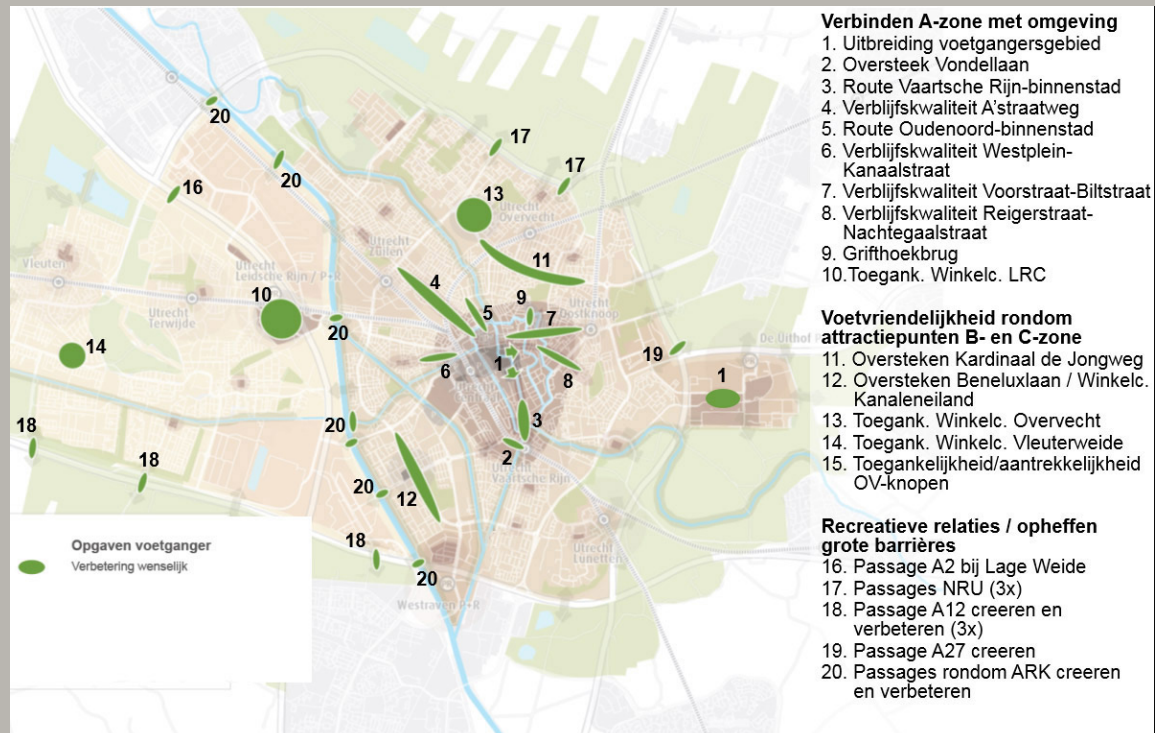 Verbinden A-zone met omgeving
1. Uitbreiding voetgangersgebied
2. Oversteek Vondellaan
3. Route Vaartsche Rijn-binnenstad
4. Verblijfskwaliteit A'straatweg
5. Route Oudenoord-binnenstad
6. Verblijfskwaliteit Westplein-
Kanaalstraat
7. Verblijfskwaliteit Voorstraat-Biltstraat
8. Verblijfskwaliteit Reigerstraat-
Nachtegaalstraat
9. Grifthoekbrug
10.Toegank. Winkelc. LRC
Voetvriendelijkheid rondom
attractiepunten B- en C-zone
11. Oversteken Kardinaal de Jongweg
12. Oversteken Beneluxlaan / Winkelc.
Kanaleneiland
13. Toegank. Winkelc. Overvecht
14. Toegank. Winkelc. Vleuterweide
15. Toegankelijkheid/aantrekkelijkheid
OV-knopen
Recreatieve relaties / opheffen
grote barrières
16. Passage A2 bij Lage Weide
17. Passages NRU (3x)
18. Passage A12 creeren en
verbeteren (3x)
19. Passage A27 creeren
20. Passages rondom ARK creeren
en verbeteren
20
20
16
17
17
13
Utrecht
Overvecht
Utrecht
Zuilen
11
4
5
9
7
Utrecht
Oostknoop
Vleuten
Utrecht
Leidsche Rijn / P+R
10
Utrecht
Terwijde
20
14
6
1
8
19
De Uithof
1
Utrecht
Centraal
3
2
Utrecht
Vaartsche Rijn
20
18
18
20
12
18
20
Utrecht
Lunetten
Westraven P+R
Opgaven voetganger
Verbetering wenselijk